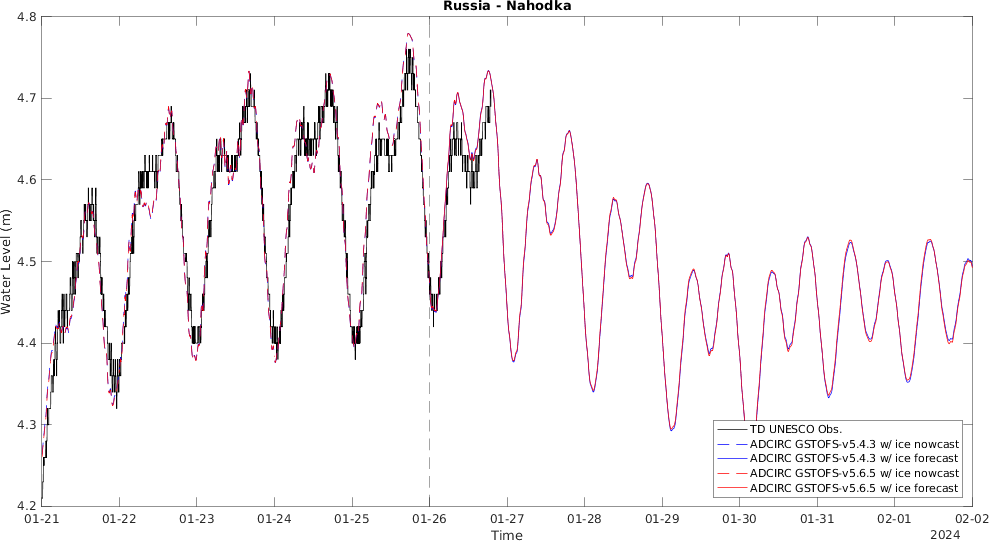 Russia - Nahodka
Water Level (m)
4.8
4.7
4.6
4.5
4.4
4.3
4.2
TD UNESCO Obs.
ADCIRC GSTOFS-v5.4.3 w/ ice nowcast
ADCIRC GSTOFS-v5.4.3 w/ ice forecast
ADCIRC GSTOFS-v5.6.5 w/ ice nowcast
ADCIRC GSTOFS-v5.6.5 w/ ice forecast
01-21 01-22 01-23 01-24 01-25 01-26 01-27 01-28 01-29 01-30 01-31 02-01 02-02
Time
2024